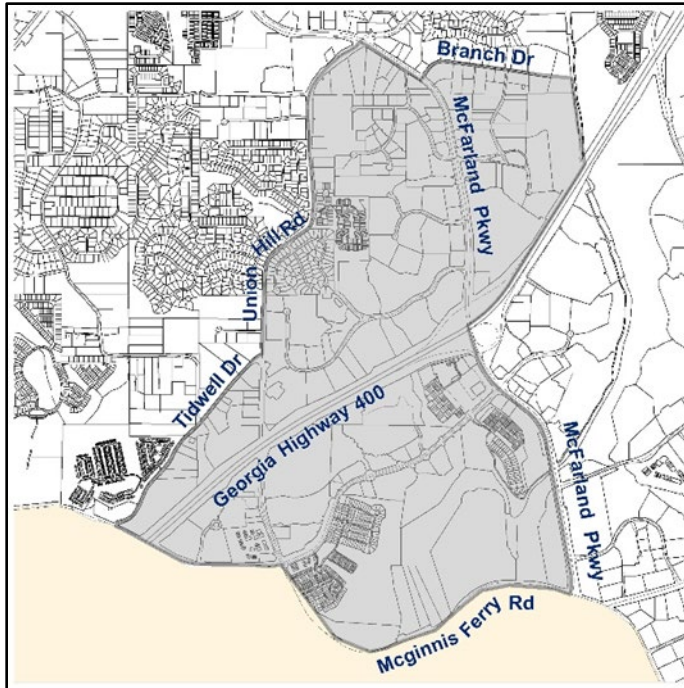 Branch Dr
McFarland Pkwy
Union Hill Rd
Tidwell Dr
Georgia Highway 400
McFarland Pkwy
Mcginnis Ferry Rd